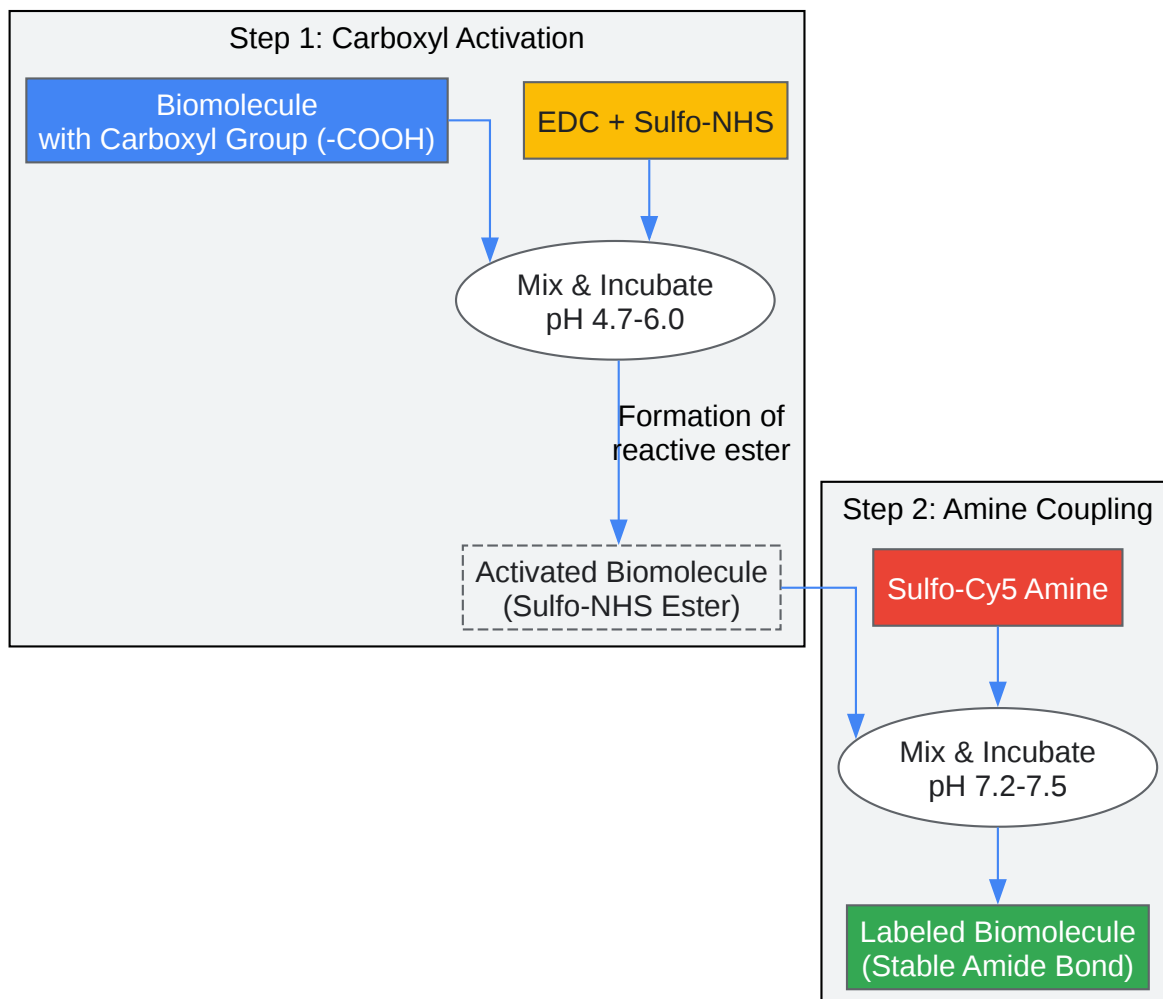 Step 1: Carboxyl Activation
Biomolecule
with Carboxyl Group (-COOH)
EDC + Sulfo-NHS
Mix & Incubate
pH 4.7-6.0
Formation of
reactive ester
Activated Biomolecule
(Sulfo-NHS Ester)
Step 2: Amine Coupling
Sulfo-Cy5 Amine
Mix & Incubate
pH 7.2-7.5
Labeled Biomolecule
(Stable Amide Bond)